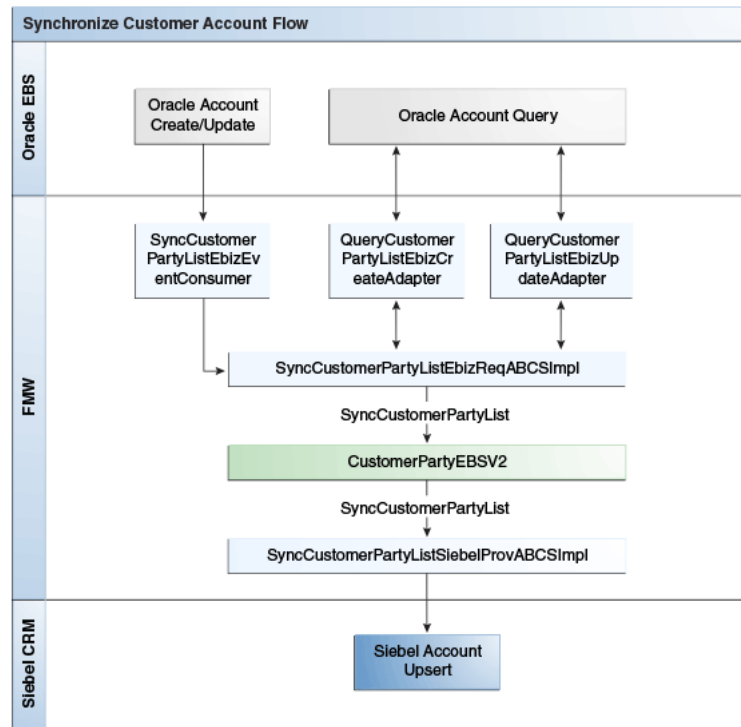 Synchronize Customer Account Flow
Oracle EBS
Oracle Account
Create/Update
Oracle Account Query
FMW
SyncCustomer
PartyListEbizEv
entConsumer
QueryCustomer
PartyListEbizCr
eateAdapter
QueryCustomer
PartyListEbizUp
dateAdapter
SyncCustomerPartyListEbizReqABCSImpl
SyncCustomerPartyList
CustomerPartyEBSV2
SyncCustomerPartyList
SyncCustomerPartyListSiebelProvABCSImpl
Siebel CRM
Siebel Account
Upsert